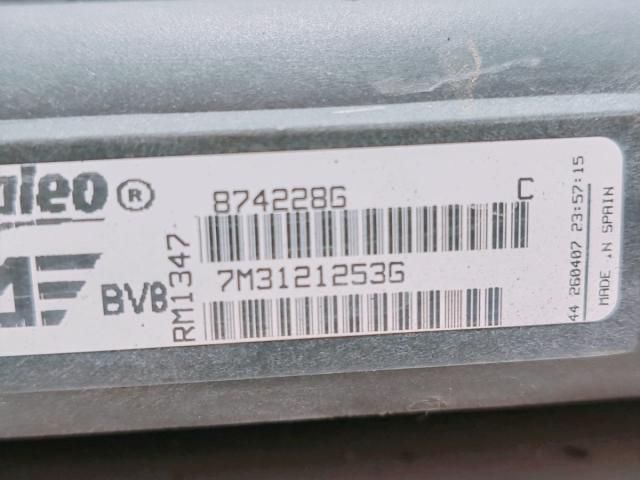 aleo®
874228G
C
7M3121253G
BVB
RM1347
44 260407 23:57:15
MADE IN SPAIN